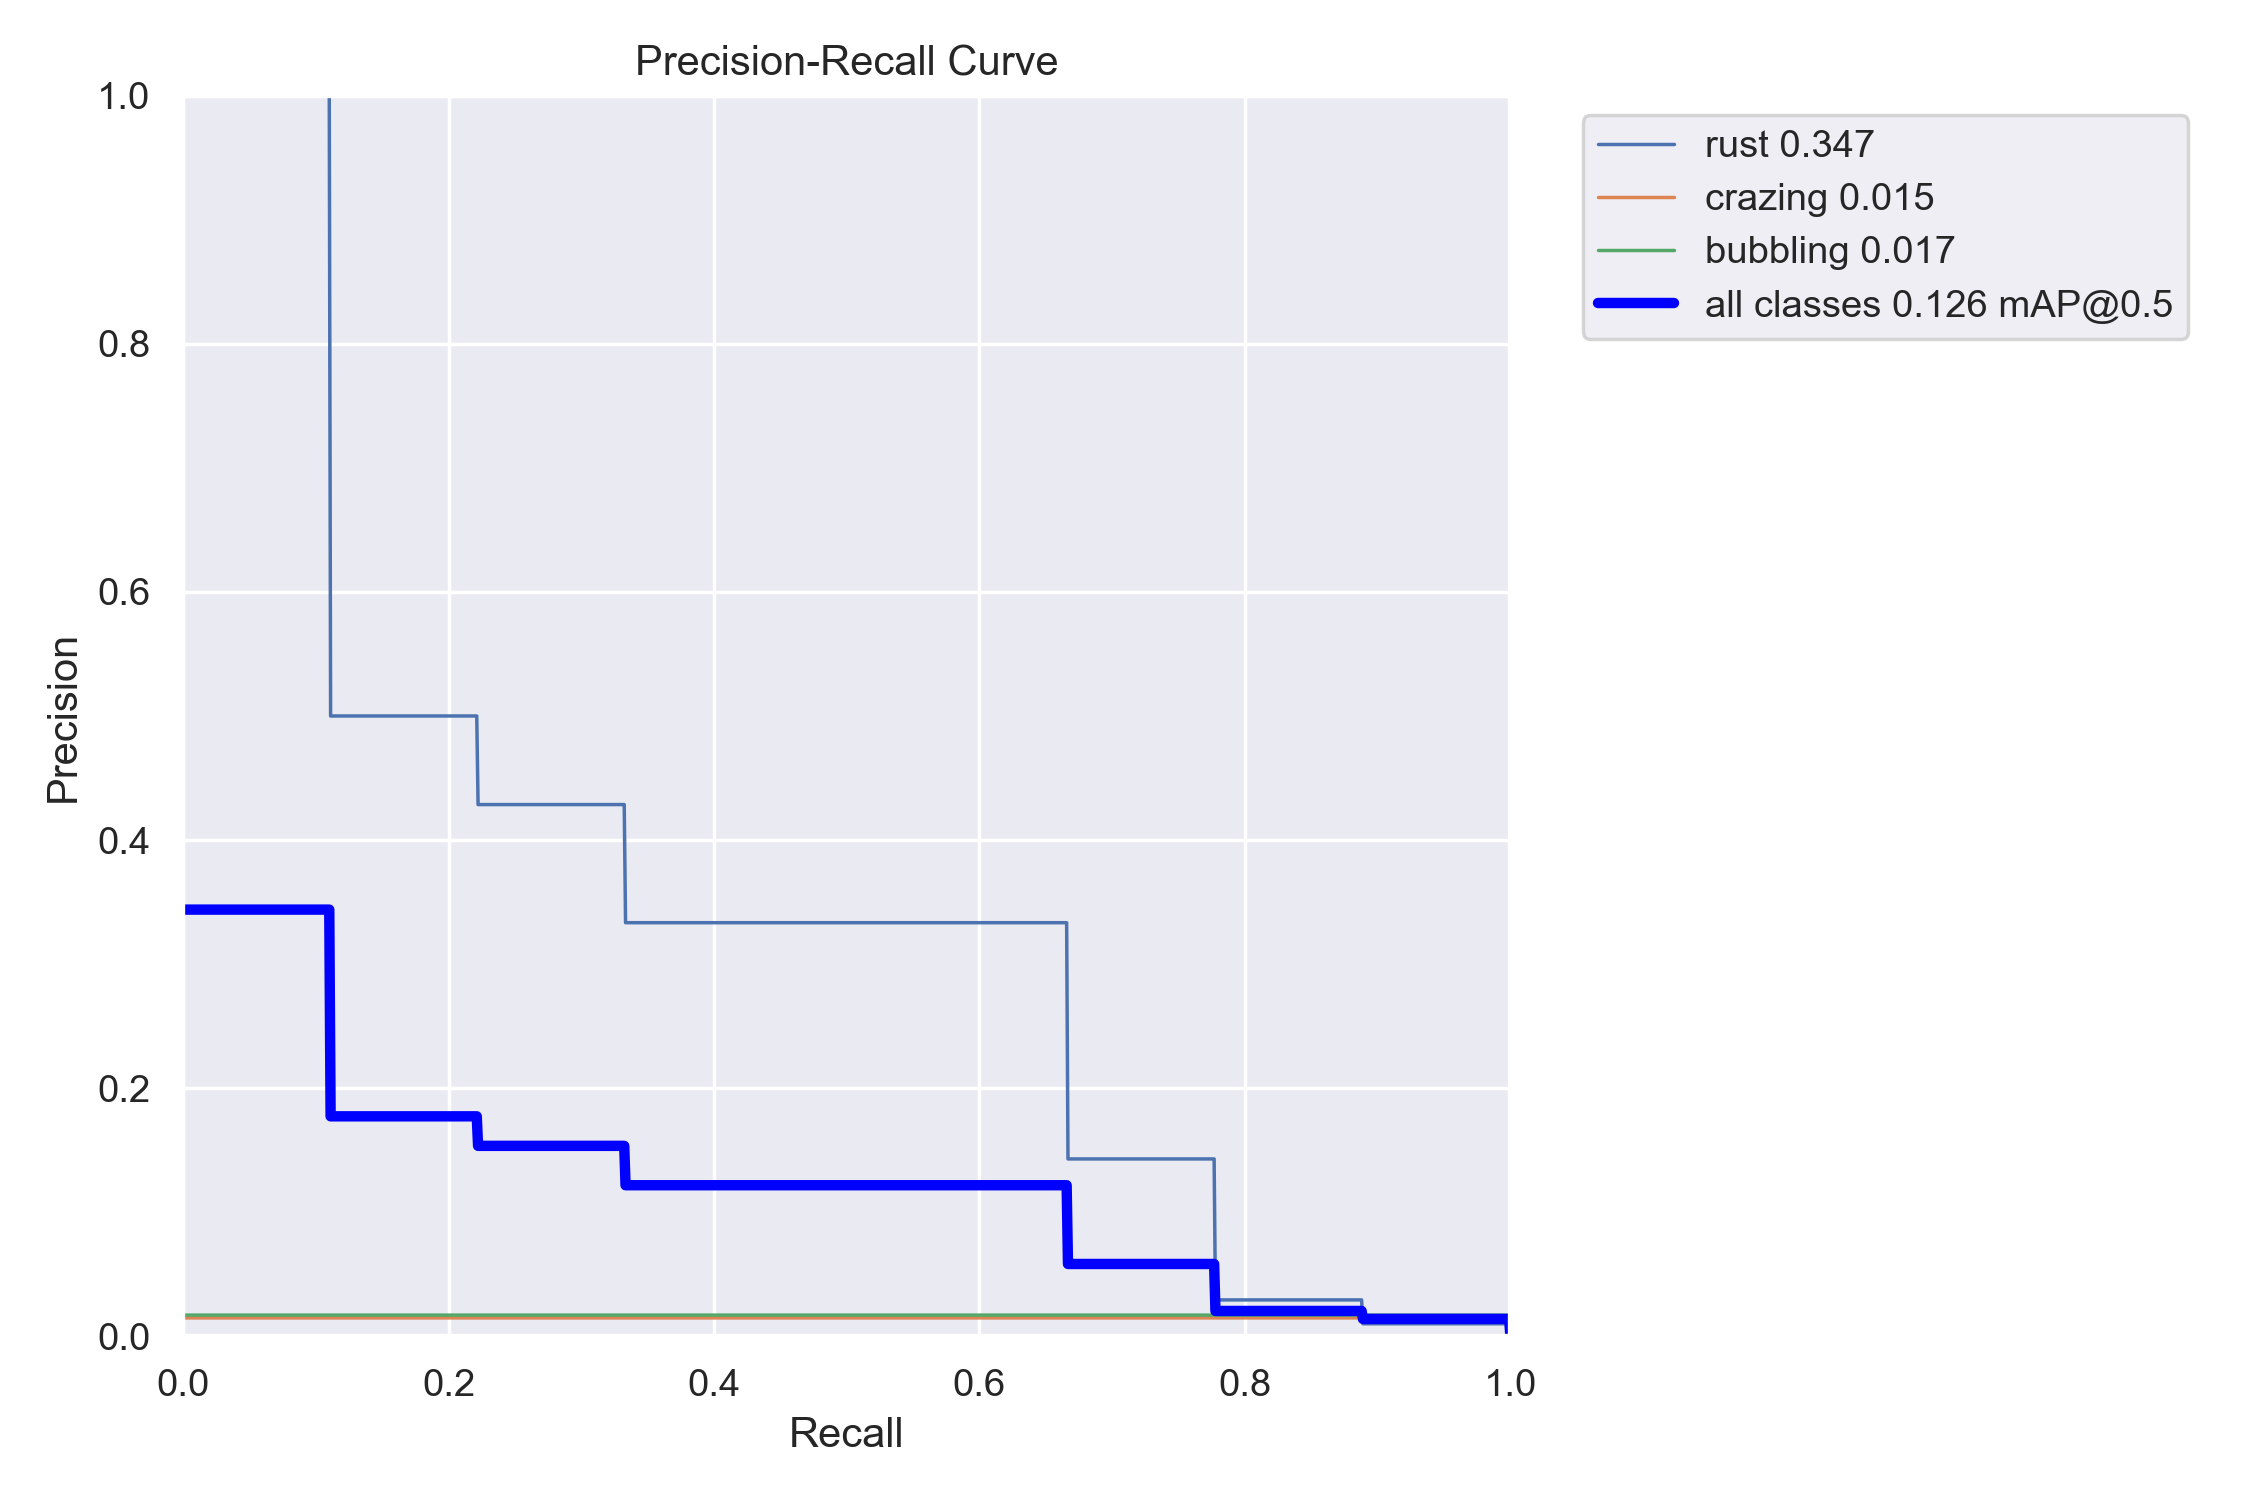 Precision-Recall Curve
1.0
0.8
0.6
0.4
0.2
0.0
Precision
0.0 0.2 0.4 0.6 0.8 1.0
Recall
rust 0.347
crazing 0.015
bubbling 0.017
all classes 0.126 mAP@0.5